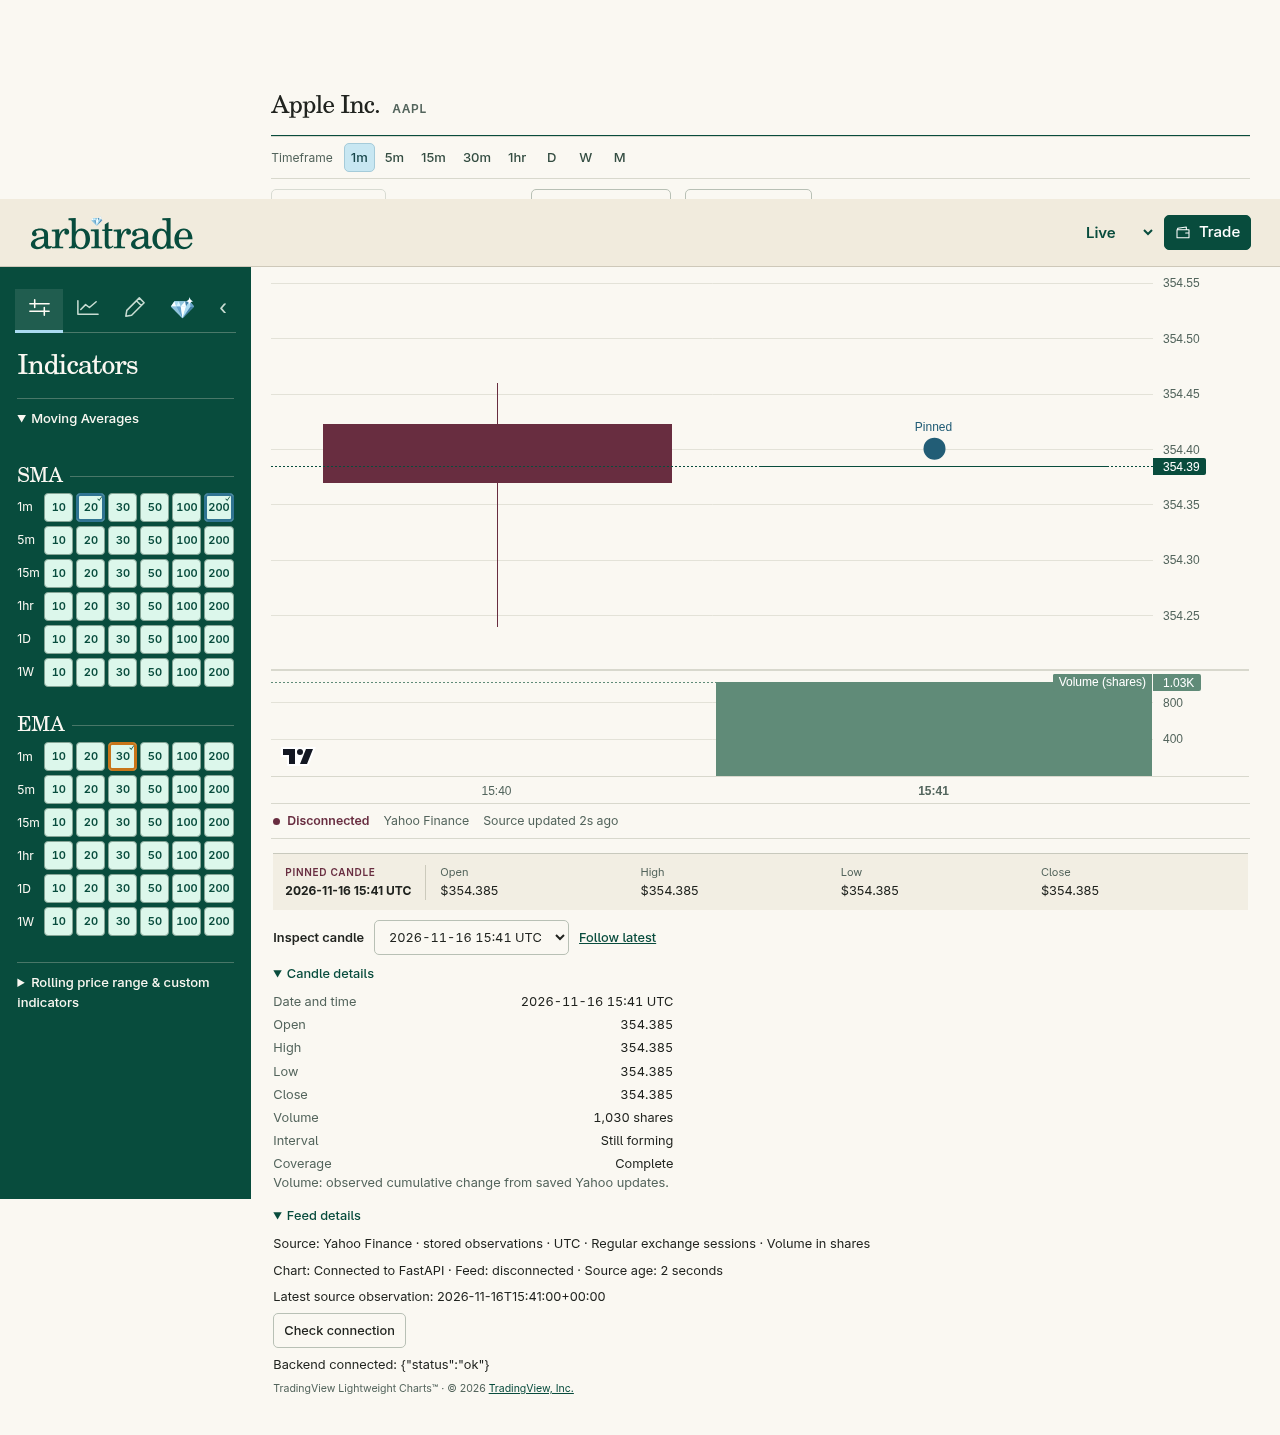 Apple Inc. AAPL
Timeframe 1m 5m 15m 30m 1hr D W M
arbitrade
Live Trade
Indicators
▼ Moving Averages
SMA
1m 10 20 30 50 100 200
5m 10 20 30 50 100 200
15m 10 20 30 50 100 200
1hr 10 20 30 50 100 200
1D 10 20 30 50 100 200
1W 10 20 30 50 100 200
EMA
1m 10 20 30 50 100 200
5m 10 20 30 50 100 200
15m 10 20 30 50 100 200
1hr 10 20 30 50 100 200
1D 10 20 30 50 100 200
1W 10 20 30 50 100 200
▶ Rolling price range & custom
indicators
354.55
354.50
354.45
Pinned
354.40
354.39
354.35
354.30
354.25
Volume (shares) 1.03K
800
400
15:40 15:41
Disconnected Yahoo Finance Source updated 2s ago
PINNED CANDLE Open High Low Close
2026-11-16 15:41 UTC $354.385 $354.385 $354.385 $354.385
Inspect candle 2026-11-16 15:41 UTC Follow latest
▼ Candle details
Date and time 2026-11-16 15:41 UTC
Open 354.385
High 354.385
Low 354.385
Close 354.385
Volume 1,030 shares
Interval Still forming
Coverage Complete
Volume: observed cumulative change from saved Yahoo updates.
▼ Feed details
Source: Yahoo Finance · stored observations · UTC · Regular exchange sessions · Volume in shares
Chart: Connected to FastAPI · Feed: disconnected · Source age: 2 seconds
Latest source observation: 2026-11-16T15:41:00+00:00
Check connection
Backend connected: {"status":"ok"}
TradingView Lightweight Charts™ · © 2026 TradingView, Inc.